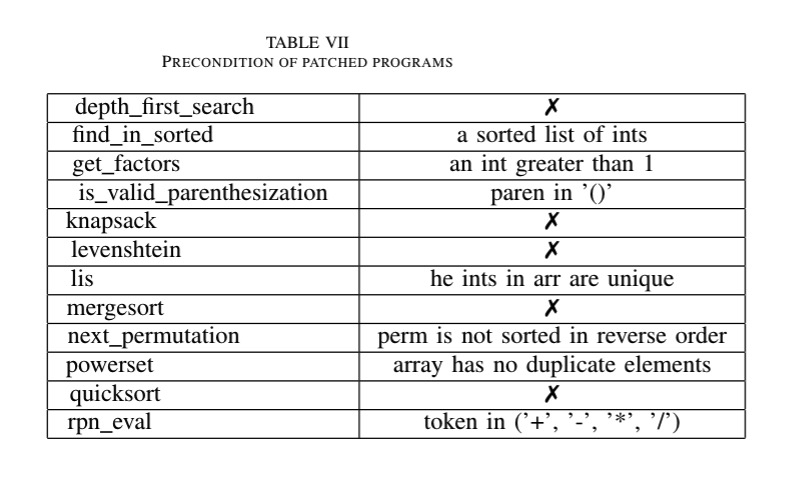 TABLE VII
PRECONDITION OF PATCHED PROGRAMS
depth_first_search ✗
find_in_sorted a sorted list of ints
get_factors an int greater than 1
is_valid_parenthesization paren in ’()’
knapsack ✗
levenshtein ✗
lis he ints in arr are unique
mergesort ✗
next_permutation perm is not sorted in reverse order
powerset array has no duplicate elements
quicksort ✗
rpn_eval token in (’+’, ’-’, ’*’, ’/’)